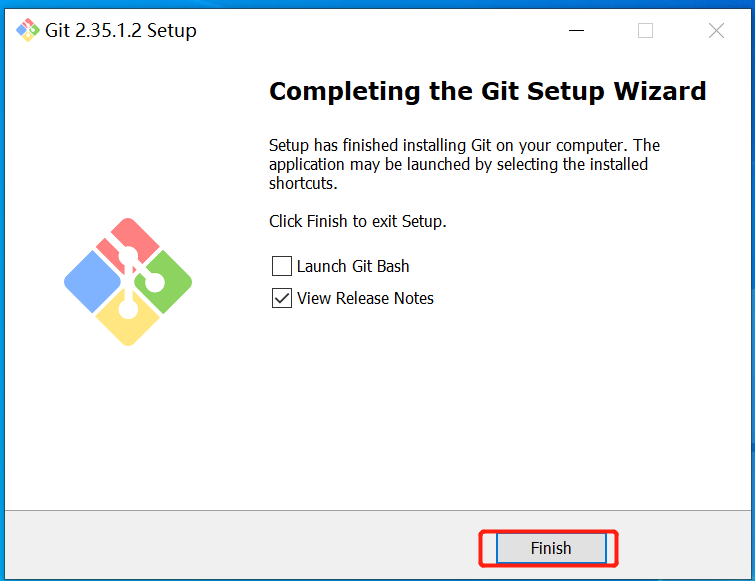 Git 2.35.1.2 Setup
Completing the Git Setup Wizard
Setup has finished installing Git on your computer. The
application may be launched by selecting the installed
shortcuts.
Click Finish to exit Setup.
Launch Git Bash
View Release Notes
Finish